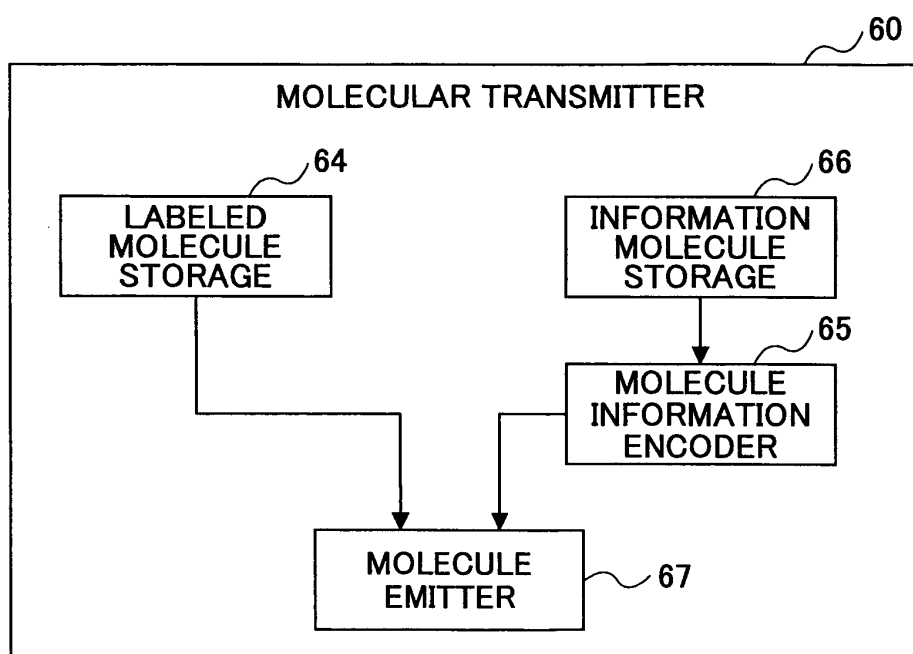 60
MOLECULAR TRANSMITTER
64
LABELED
MOLECULE
STORAGE
66
INFORMATION
MOLECULE
STORAGE
65
MOLECULE
INFORMATION
ENCODER
MOLECULE
EMITTER
67